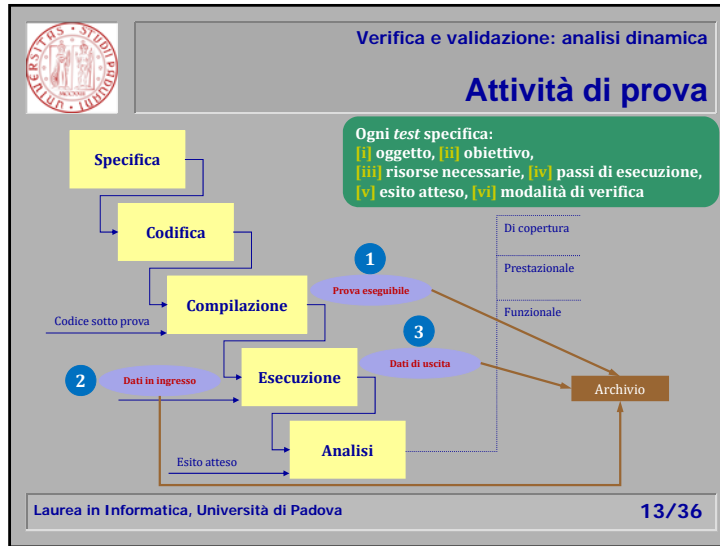 Verifica e validazione: analisi dinamica
Attività di prova
Ogni test specifica:
[i] oggetto, [ii] obiettivo,
[iii] risorse necessarie, [iv] passi di esecuzione,
[v] esito atteso, [vi] modalità di verifica
Specifica
Codifica
Di copertura
1
Prestazionale
Compilazione
Prova eseguibile
Funzionale
Codice sotto prova
3
2
Dati in ingresso
Esecuzione
Dati di uscita
Archivio
Analisi
Esito atteso
Laurea in Informatica, Università di Padova
13/36